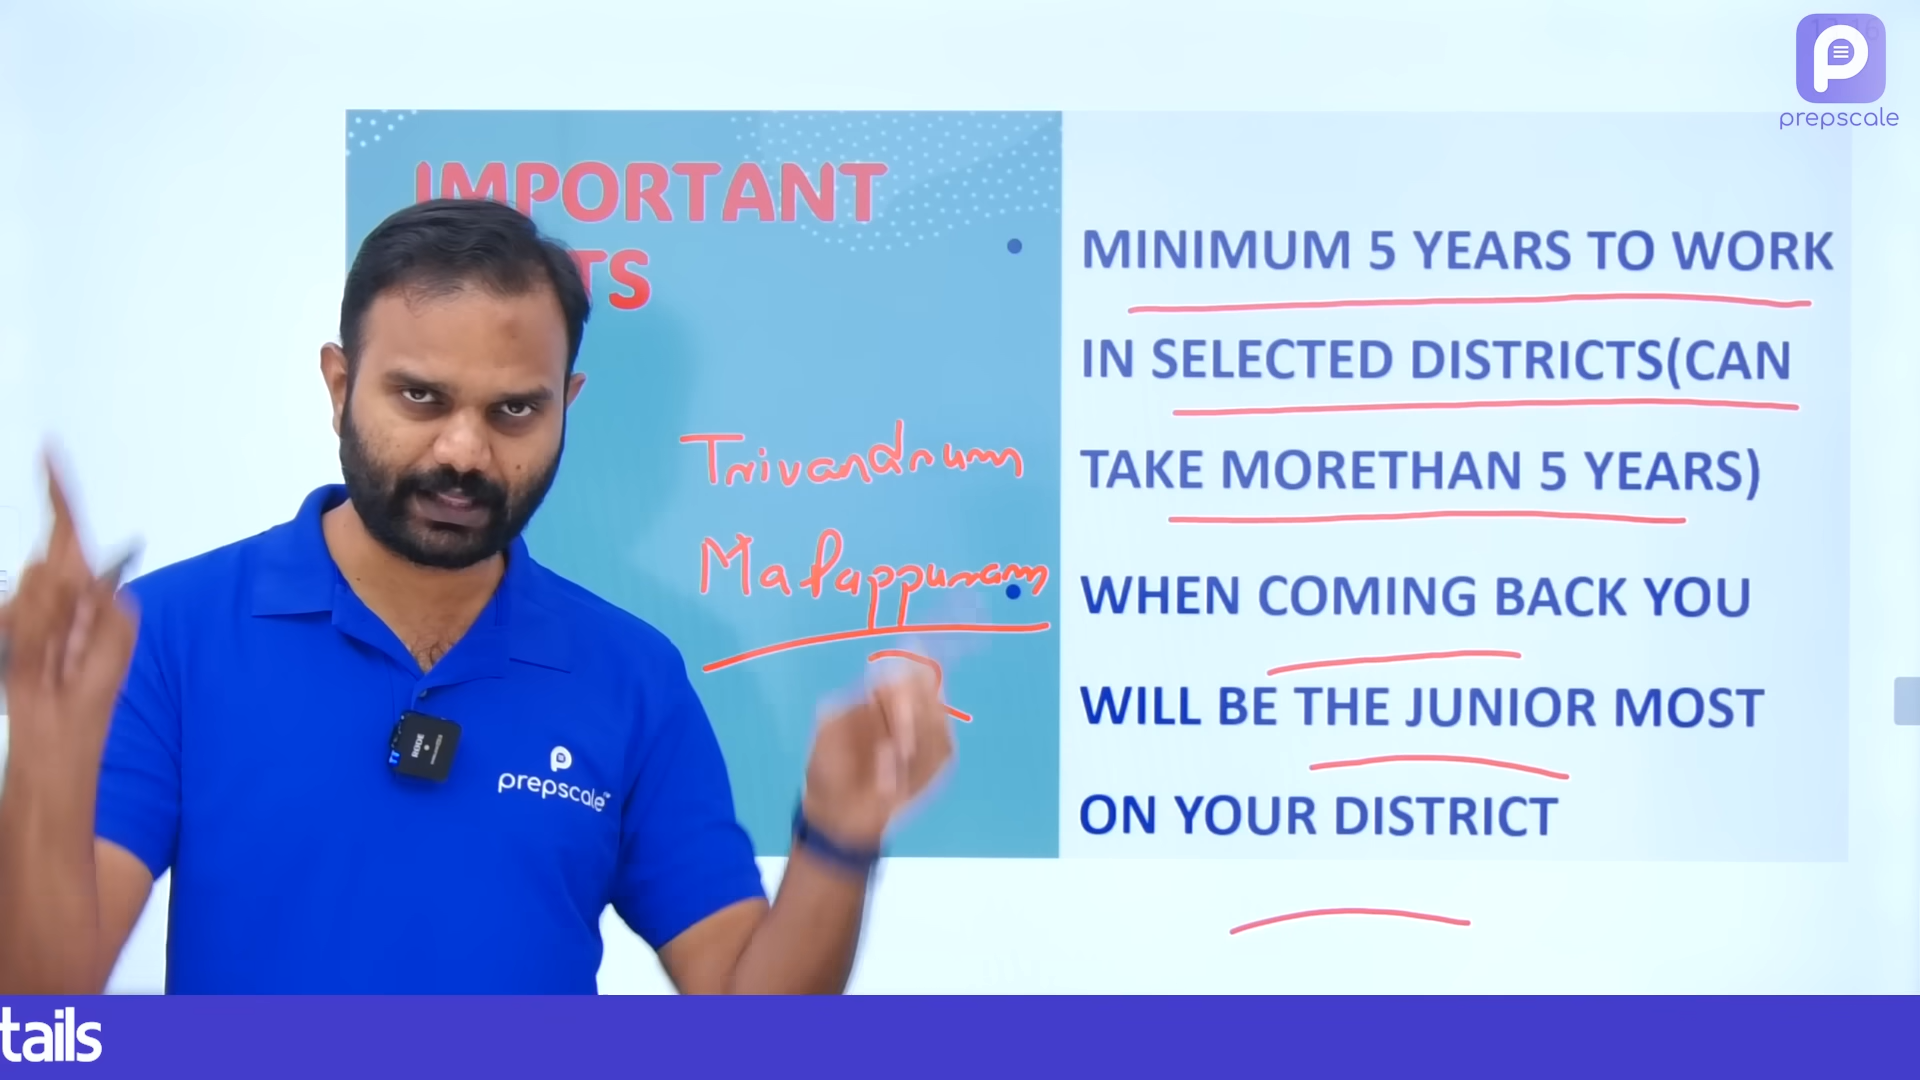 prepscale
IMPORTANT
TS
MINIMUM 5 YEARS TO WORK
IN SELECTED DISTRICTS(CAN
TAKE MORETHAN 5 YEARS)
WHEN COMING BACK YOU
WILL BE THE JUNIOR MOST
ON YOUR DISTRICT
Trivandrum
Malappuram
RODE
prepscale
tails